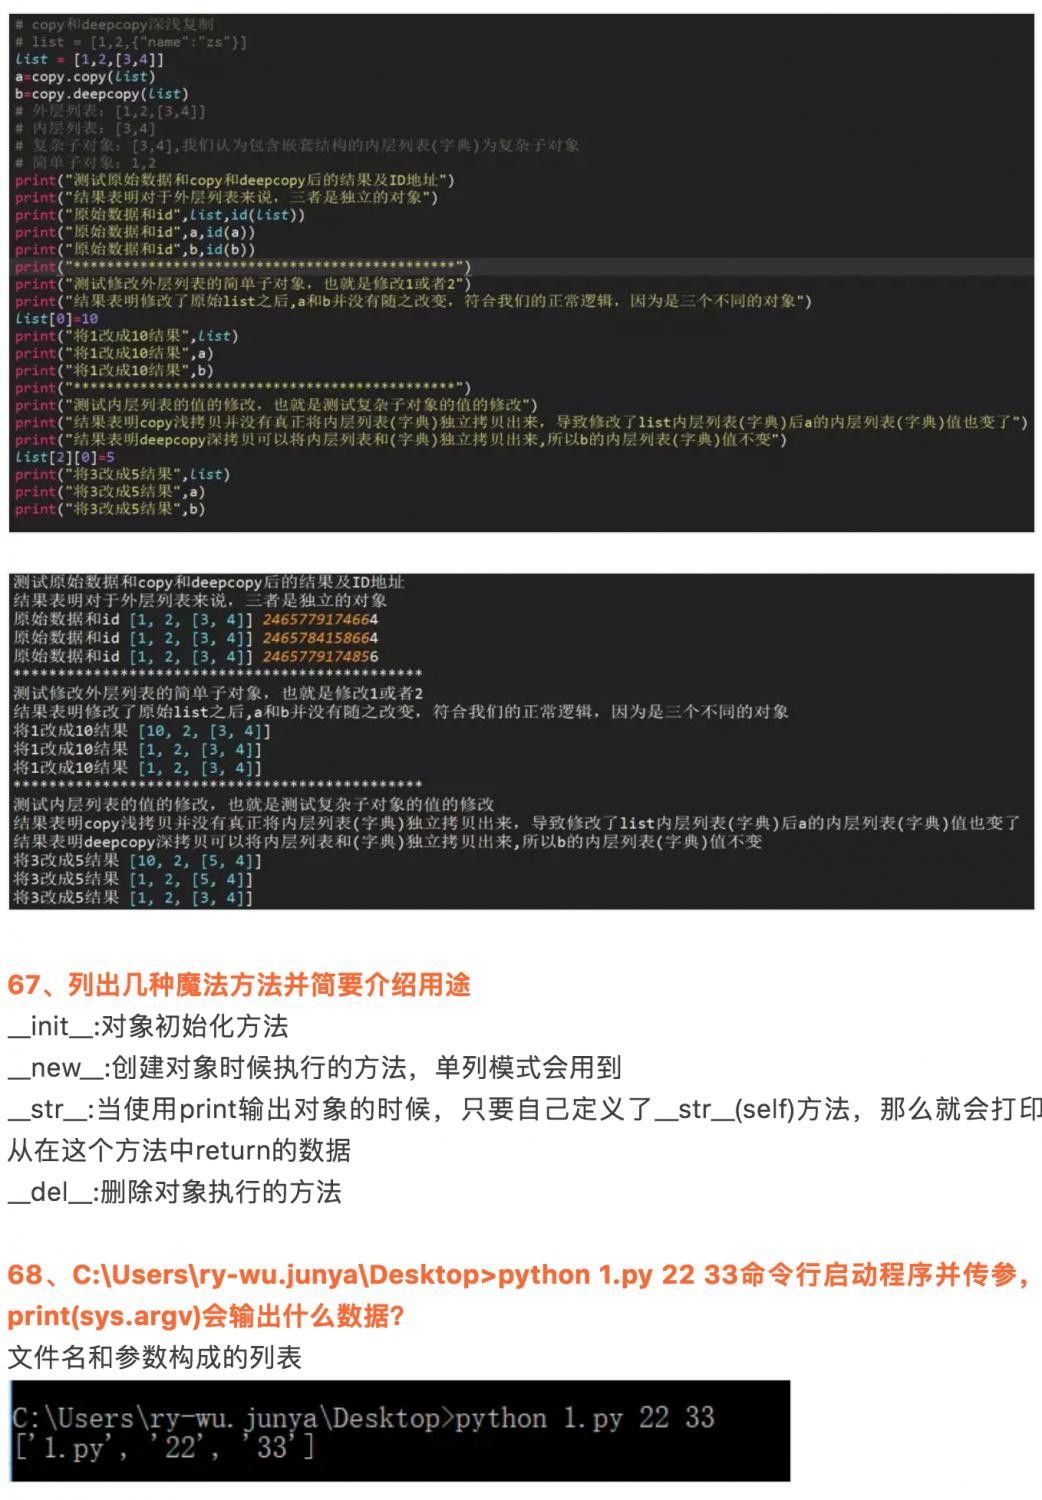 # copy和deepcopy深浅复制
# list = [1,2,{"name":"zs"}]
list = [1,2,[3,4]]
a=copy.copy(list)
b=copy.deepcopy(list)
# 外层列表：[1,2,[3,4]]
# 内层列表：[3,4]
# 复杂子对象：[3,4],我们认为包含嵌套结构的内层列表(字典)为复杂子对象
# 简单子对象：1,2
print("测试原始数据和copy和deepcopy后的结果及ID地址")
print("结果表明对于外层列表来说，三者是独立的对象")
print("原始数据和id",list,id(list))
print("原始数据和id",a,id(a))
print("原始数据和id",b,id(b))
print("**********************************************")
print("测试修改外层列表的简单子对象，也就是修改1或者2")
print("结果表明修改了原始list之后,a和b并没有随之改变，符合我们的正常逻辑，因为是三个不同的对象")
list[0]=10
print("将1改成10结果",list)
print("将1改成10结果",a)
print("将1改成10结果",b)
print("**********************************************")
print("测试内层列表的值的修改，也就是测试复杂子对象的值的修改")
print("结果表明copy浅拷贝并没有真正将内层列表(字典)独立拷贝出来，导致修改了list内层列表(字典)后a的内层列表(字典)值也变了")
print("结果表明deepcopy深拷贝可以将内层列表和(字典)独立拷贝出来,所以b的内层列表(字典)值不变")
list[2][0]=5
print("将3改成5结果",list)
print("将3改成5结果",a)
print("将3改成5结果",b)
测试原始数据和copy和deepcopy后的结果及ID地址
结果表明对于外层列表来说，三者是独立的对象
原始数据和id [1, 2, [3, 4]] 2465779174664
原始数据和id [1, 2, [3, 4]] 2465784158664
原始数据和id [1, 2, [3, 4]] 2465779174856
**********************************************
测试修改外层列表的简单子对象，也就是修改1或者2
结果表明修改了原始list之后,a和b并没有随之改变，符合我们的正常逻辑，因为是三个不同的对象
将1改成10结果 [10, 2, [3, 4]]
将1改成10结果 [1, 2, [3, 4]]
将1改成10结果 [1, 2, [3, 4]]
**********************************************
测试内层列表的值的修改，也就是测试复杂子对象的值的修改
结果表明copy浅拷贝并没有真正将内层列表(字典)独立拷贝出来，导致修改了list内层列表(字典)后a的内层列表(字典)值也变了
结果表明deepcopy深拷贝可以将内层列表和(字典)独立拷贝出来,所以b的内层列表(字典)值不变
将3改成5结果 [10, 2, [5, 4]]
将3改成5结果 [1, 2, [5, 4]]
将3改成5结果 [1, 2, [3, 4]]
67、列出几种魔法方法并简要介绍用途
__init__:对象初始化方法
__new__:创建对象时候执行的方法，单列模式会用到
__str__:当使用print输出对象的时候，只要自己定义了__str__(self)方法，那么就会打印
从在这个方法中return的数据
__del__:删除对象执行的方法
68、C:\Users\ry-wu.junya\Desktop>python 1.py 22 33命令行启动程序并传参，
print(sys.argv)会输出什么数据？
文件名和参数构成的列表
C:\Users\ry-wu.junya\Desktop>python 1.py 22 33
['1.py', '22', '33']